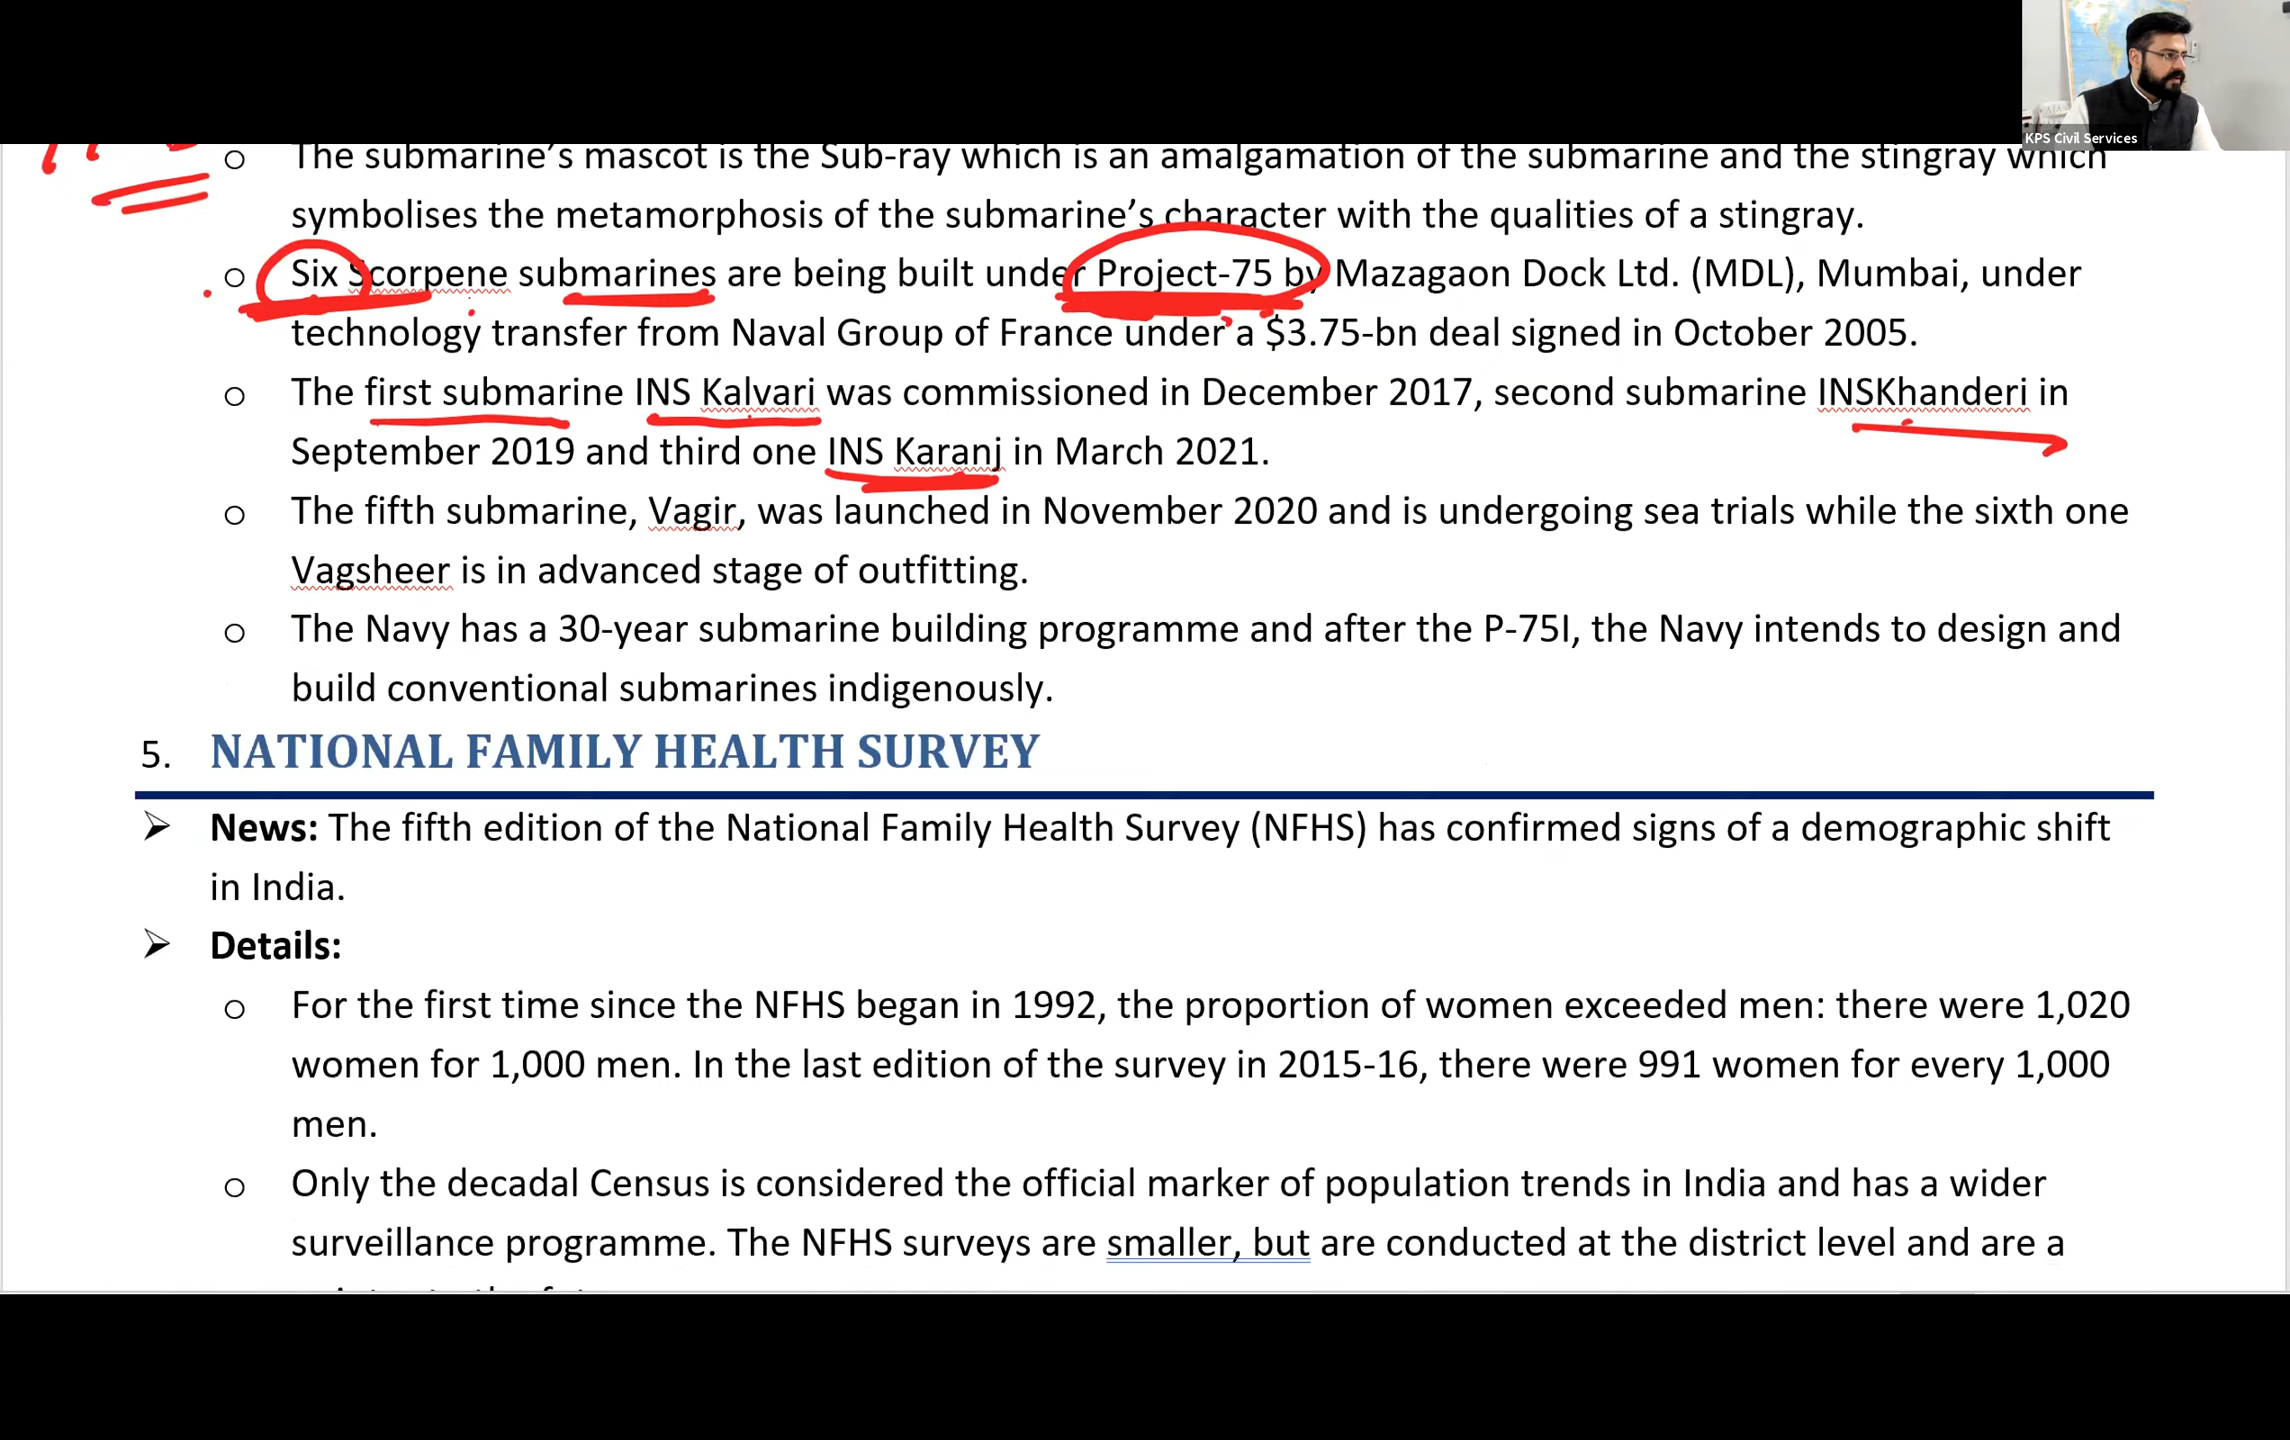 KPS Civil Services
o The submarine's mascot is the Sub-ray which is an amalgamation of the submarine and the stingray which
symbolises the metamorphosis of the submarine's character with the qualities of a stingray.
o Six Scorpene submarines are being built under Project-75 by Mazagaon Dock Ltd. (MDL), Mumbai, under
technology transfer from Naval Group of France under a $3.75-bn deal signed in October 2005.
o The first submarine INS Kalvari was commissioned in December 2017, second submarine INSKhanderi in
September 2019 and third one INS Karanj in March 2021.
o The fifth submarine, Vagir, was launched in November 2020 and is undergoing sea trials while the sixth one
Vagsheer is in advanced stage of outfitting.
o The Navy has a 30-year submarine building programme and after the P-75I, the Navy intends to design and
build conventional submarines indigenously.
5. NATIONAL FAMILY HEALTH SURVEY
➢ News: The fifth edition of the National Family Health Survey (NFHS) has confirmed signs of a demographic shift
in India.
➢ Details:
o For the first time since the NFHS began in 1992, the proportion of women exceeded men: there were 1,020
women for 1,000 men. In the last edition of the survey in 2015-16, there were 991 women for every 1,000
men.
o Only the decadal Census is considered the official marker of population trends in India and has a wider
surveillance programme. The NFHS surveys are smaller, but are conducted at the district level and are a